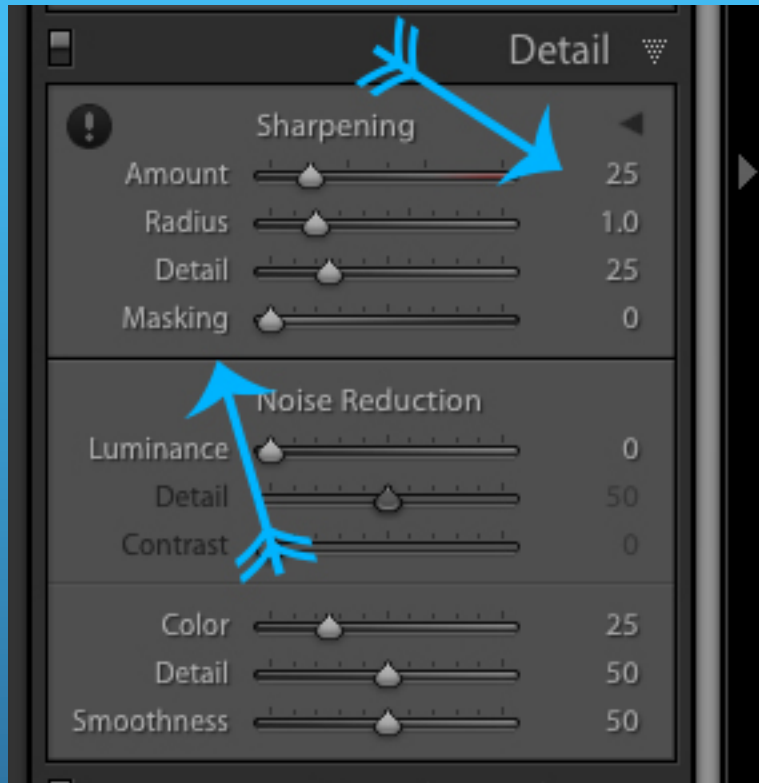 Detail
Sharpening
Amount 25
Radius 1.0
Detail 25
Masking 0
Noise Reduction
Luminance 0
Detail 50
Contrast 0
Color 25
Detail 50
Smoothness 50